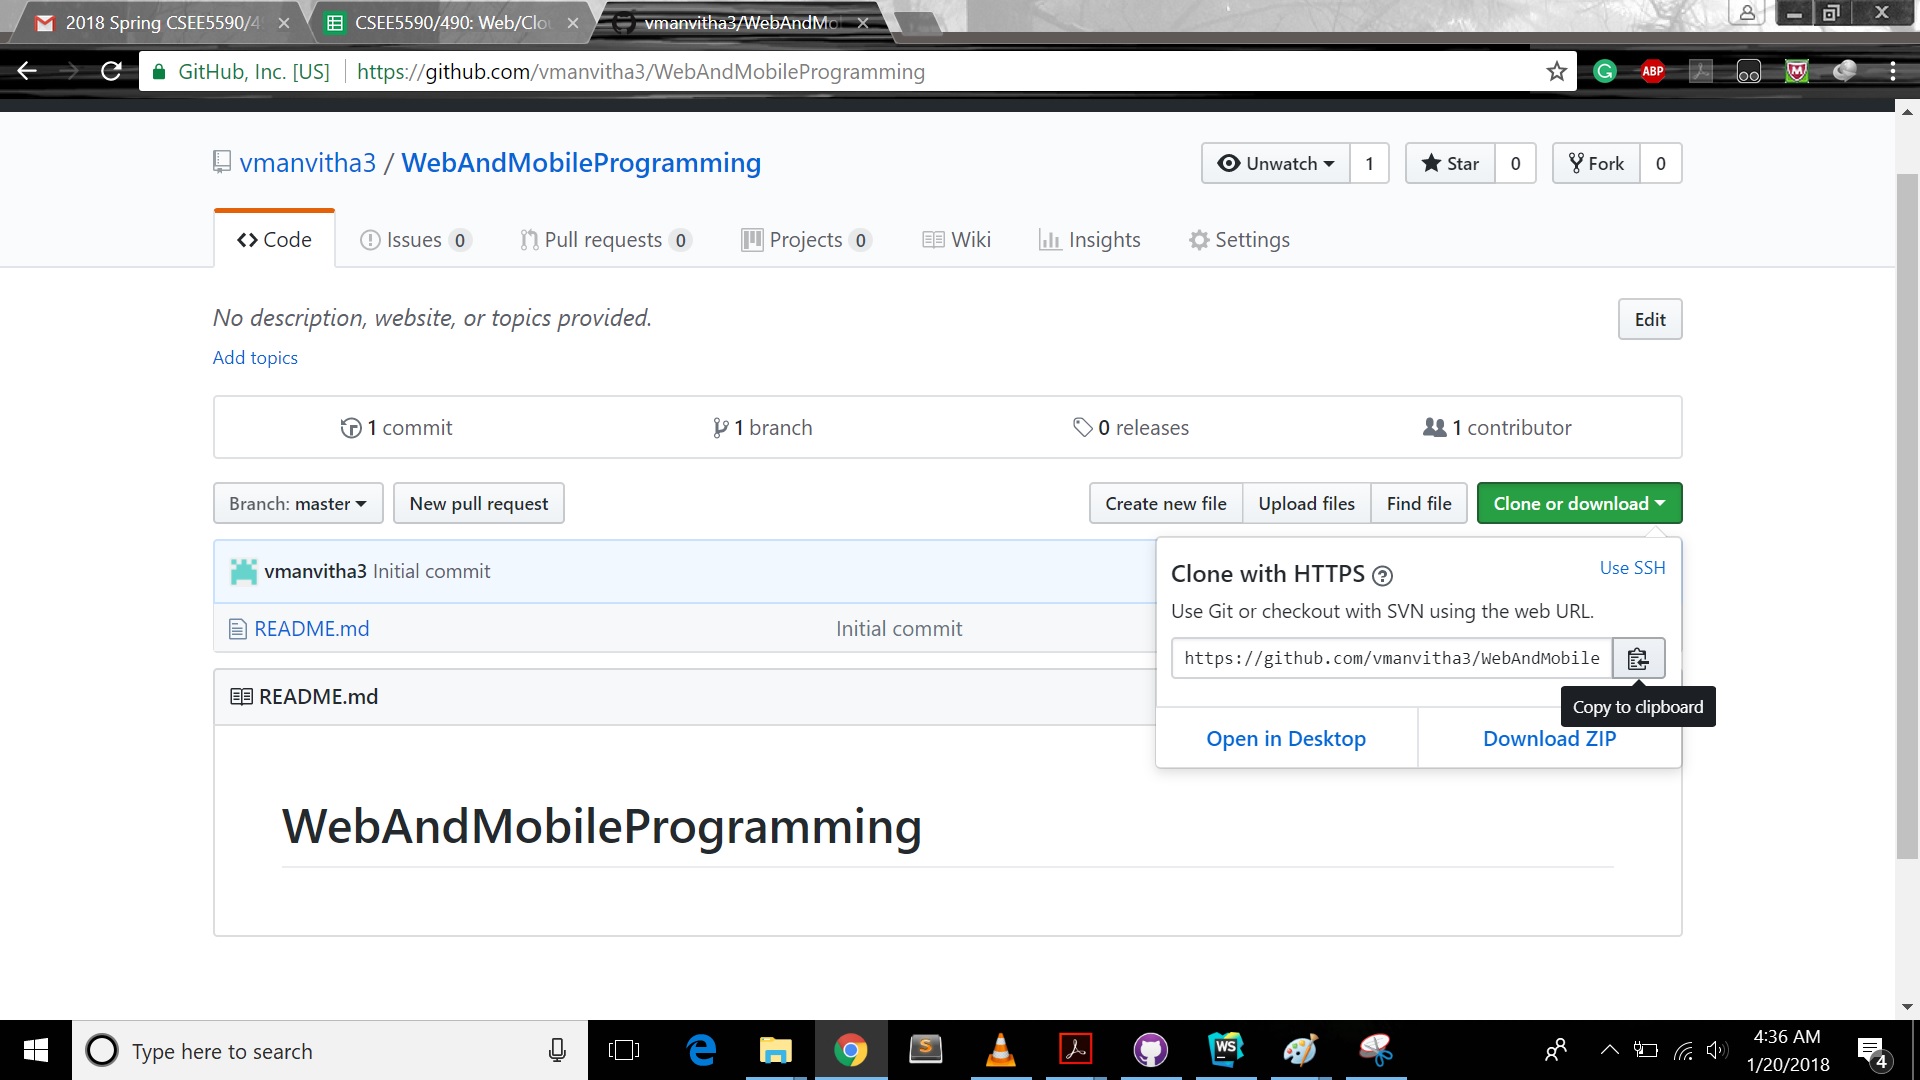 2018 Spring CSEE5590/4
CSEE5590/490: Web/Clo
vmanvitha3/WebAndMo
GitHub, Inc. [US] https://github.com/vmanvitha3/WebAndMobileProgramming
ABP
vmanvitha3 / WebAndMobileProgramming
Unwatch 1 Star 0 Fork 0
Code Issues 0 Pull requests 0 Projects 0 Wiki Insights Settings
No description, website, or topics provided.
Edit
Add topics
1 commit 1 branch 0 releases 1 contributor
Branch: master New pull request Create new file Upload files Find file Clone or download
vmanvitha3 Initial commit
README.md Initial commit
Clone with HTTPS ?
Use SSH
Use Git or checkout with SVN using the web URL.
https://github.com/vmanvitha3/WebAndMobile
Copy to clipboard
Open in Desktop Download ZIP
README.md
WebAndMobileProgramming
Type here to search
S
WS
4:36 AM
1/20/2018
4